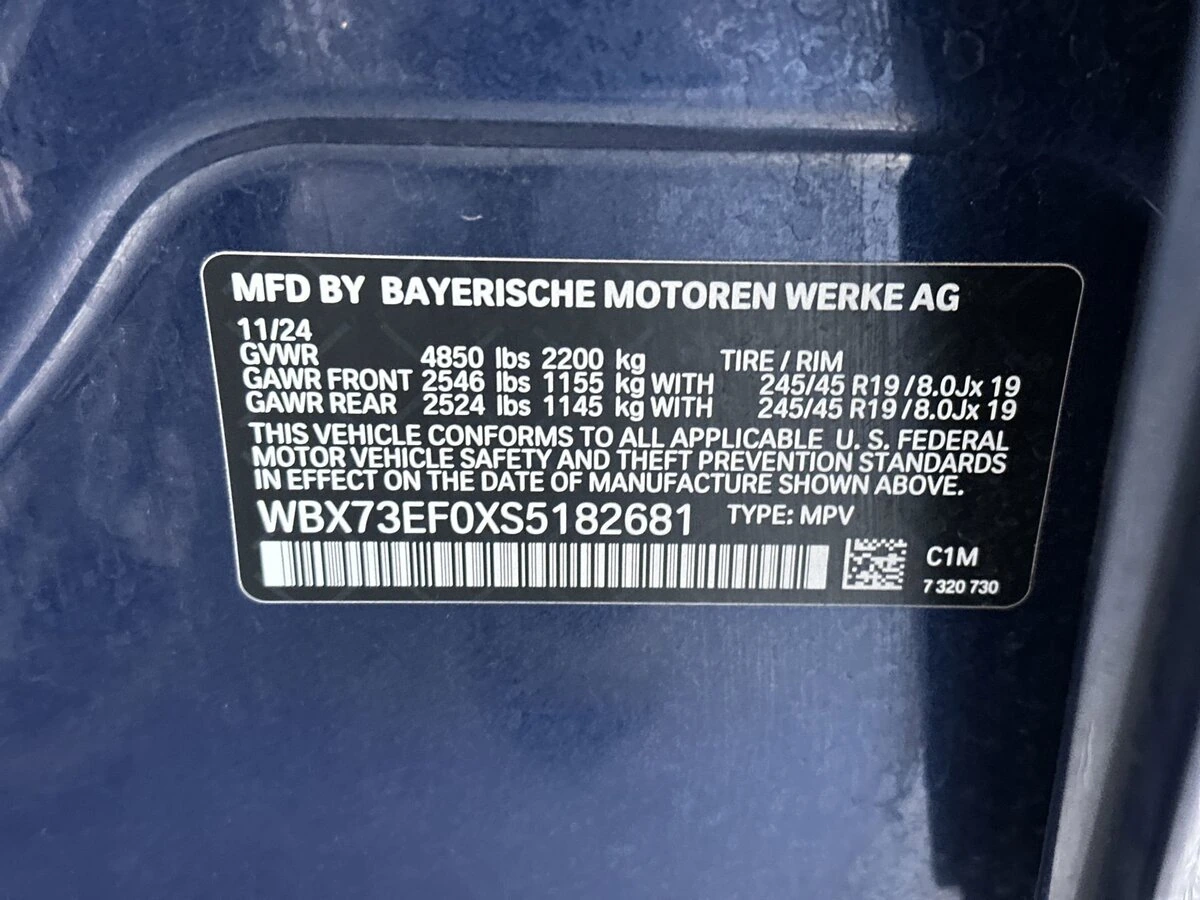 MFD BY BAYERISCHE MOTOREN WERKE AG
11/24
GVWR 4850 lbs 2200 kg TIRE / RIM
GAWR FRONT 2546 lbs 1155 kg WITH 245/45 R19 / 8.0Jx 19
GAWR REAR 2524 lbs 1145 kg WITH 245/45 R19 / 8.0Jx 19
THIS VEHICLE CONFORMS TO ALL APPLICABLE U. S. FEDERAL
MOTOR VEHICLE SAFETY AND THEFT PREVENTION STANDARDS
IN EFFECT ON THE DATE OF MANUFACTURE SHOWN ABOVE.
WBX73EF0XS5182681 TYPE: MPV
C1M
7 320 730